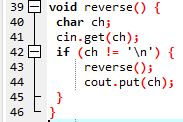 39 void reverse() {
40 char ch;
41 cin.get(ch);
42 if (ch != '\n') {
43 reverse();
44 cout.put(ch);
45 }
46 }